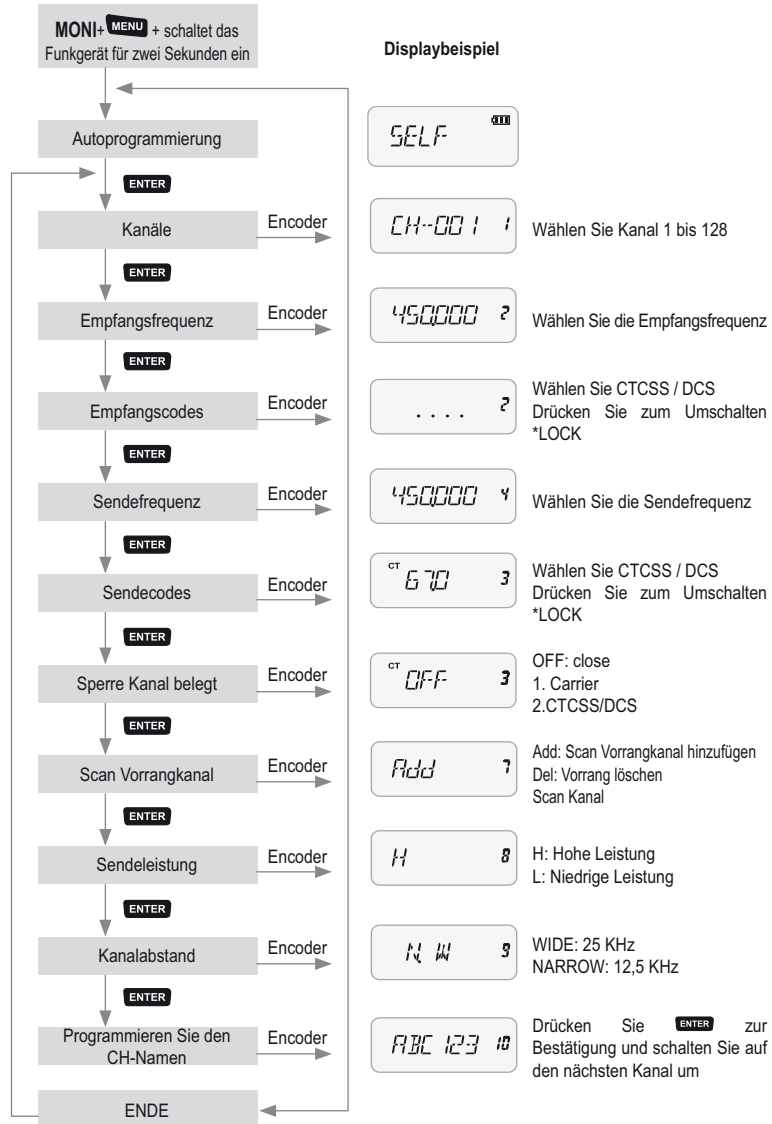 MONI+ MENU + schaltet das
Funkgerät für zwei Sekunden ein
Displaybeispiel
Autoprogrammierung
SELF
ENTER
Kanäle
Encoder
CH--001 1
Wählen Sie Kanal 1 bis 128
ENTER
Empfangsfrequenz
Encoder
450.000 2
Wählen Sie die Empfangsfrequenz
ENTER
Empfangscodes
Encoder
. . . . 2
Wählen Sie CTCSS / DCS
Drücken Sie zum Umschalten
*LOCK
ENTER
Sendefrequenz
Encoder
450.000 4
Wählen Sie die Sendefrequenz
ENTER
Sendecodes
Encoder
CT 67.0 3
Wählen Sie CTCSS / DCS
Drücken Sie zum Umschalten
*LOCK
ENTER
Sperre Kanal belegt
Encoder
CT OFF 3
OFF: close
1. Carrier
2.CTCSS/DCS
ENTER
Scan Vorrangkanal
Encoder
Add 7
Add: Scan Vorrangkanal hinzufügen
Del: Vorrang löschen
Scan Kanal
ENTER
Sendeleistung
Encoder
H 8
H: Hohe Leistung
L: Niedrige Leistung
ENTER
Kanalabstand
Encoder
N. W 9
WIDE: 25 KHz
NARROW: 12,5 KHz
ENTER
Programmieren Sie den
CH-Namen
Encoder
ABC 123 10
Drücken Sie ENTER zur
Bestätigung und schalten Sie auf
den nächsten Kanal um
ENDE